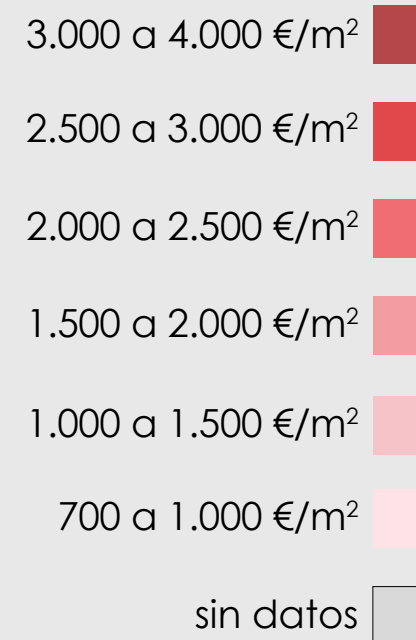 3.000 a 4.000 €/m²
2.500 a 3.000 €/m²
2.000 a 2.500 €/m²
1.500 a 2.000 €/m²
1.000 a 1.500 €/m²
700 a 1.000 €/m²
sin datos